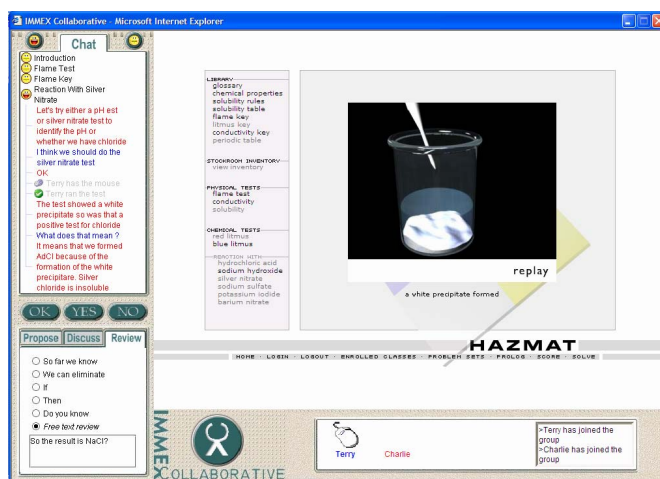 IMMEX Collaborative - Microsoft Internet Explorer
Chat
Introduction
Flame Test
Flame Key
Reaction With Silver
Nitrate
Let's try either a pH est
or silver nitrate test to
identify the pH or
whether we have chloride
I think we should do the
silver nitrate test
OK
Terry has the mouse
Terry ran the test
The test showed a white
precipitate so was that a
positive test for chloride
What does that mean ?
It means that we formed
AdCl because of the
formation of the white
precipitare. Silver
chloride is insoluble
OK YES NO
Propose Discuss Review
So far we know
We can eliminate
If
Then
Do you know
Free text review
So the result is NaCl?
LIBRARY
glossary
chemical properties
solubility rules
solubility table
flame key
litmus key
conductivity key
periodic table
STOCKROOM INVENTORY
view inventory
PHYSICAL TESTS
flame test
conductivity
solubility
CHEMICAL TESTS
red litmus
blue litmus
REACTION WITH
hydrochloric acid
sodium hydroxide
silver nitrate
sodium sulfate
potassium iodide
barium nitrate
replay
a white precipitate formed
HAZMAT
HOME · LOGIN · LOGOUT · ENROLLED CLASSES · PROBLEM SETS · PROLOG · SCORE · SOLVE
IMMEX
COLLABORATIVE
Terry Charlie
>Terry has joined the
group
>Charlie has joined the
group